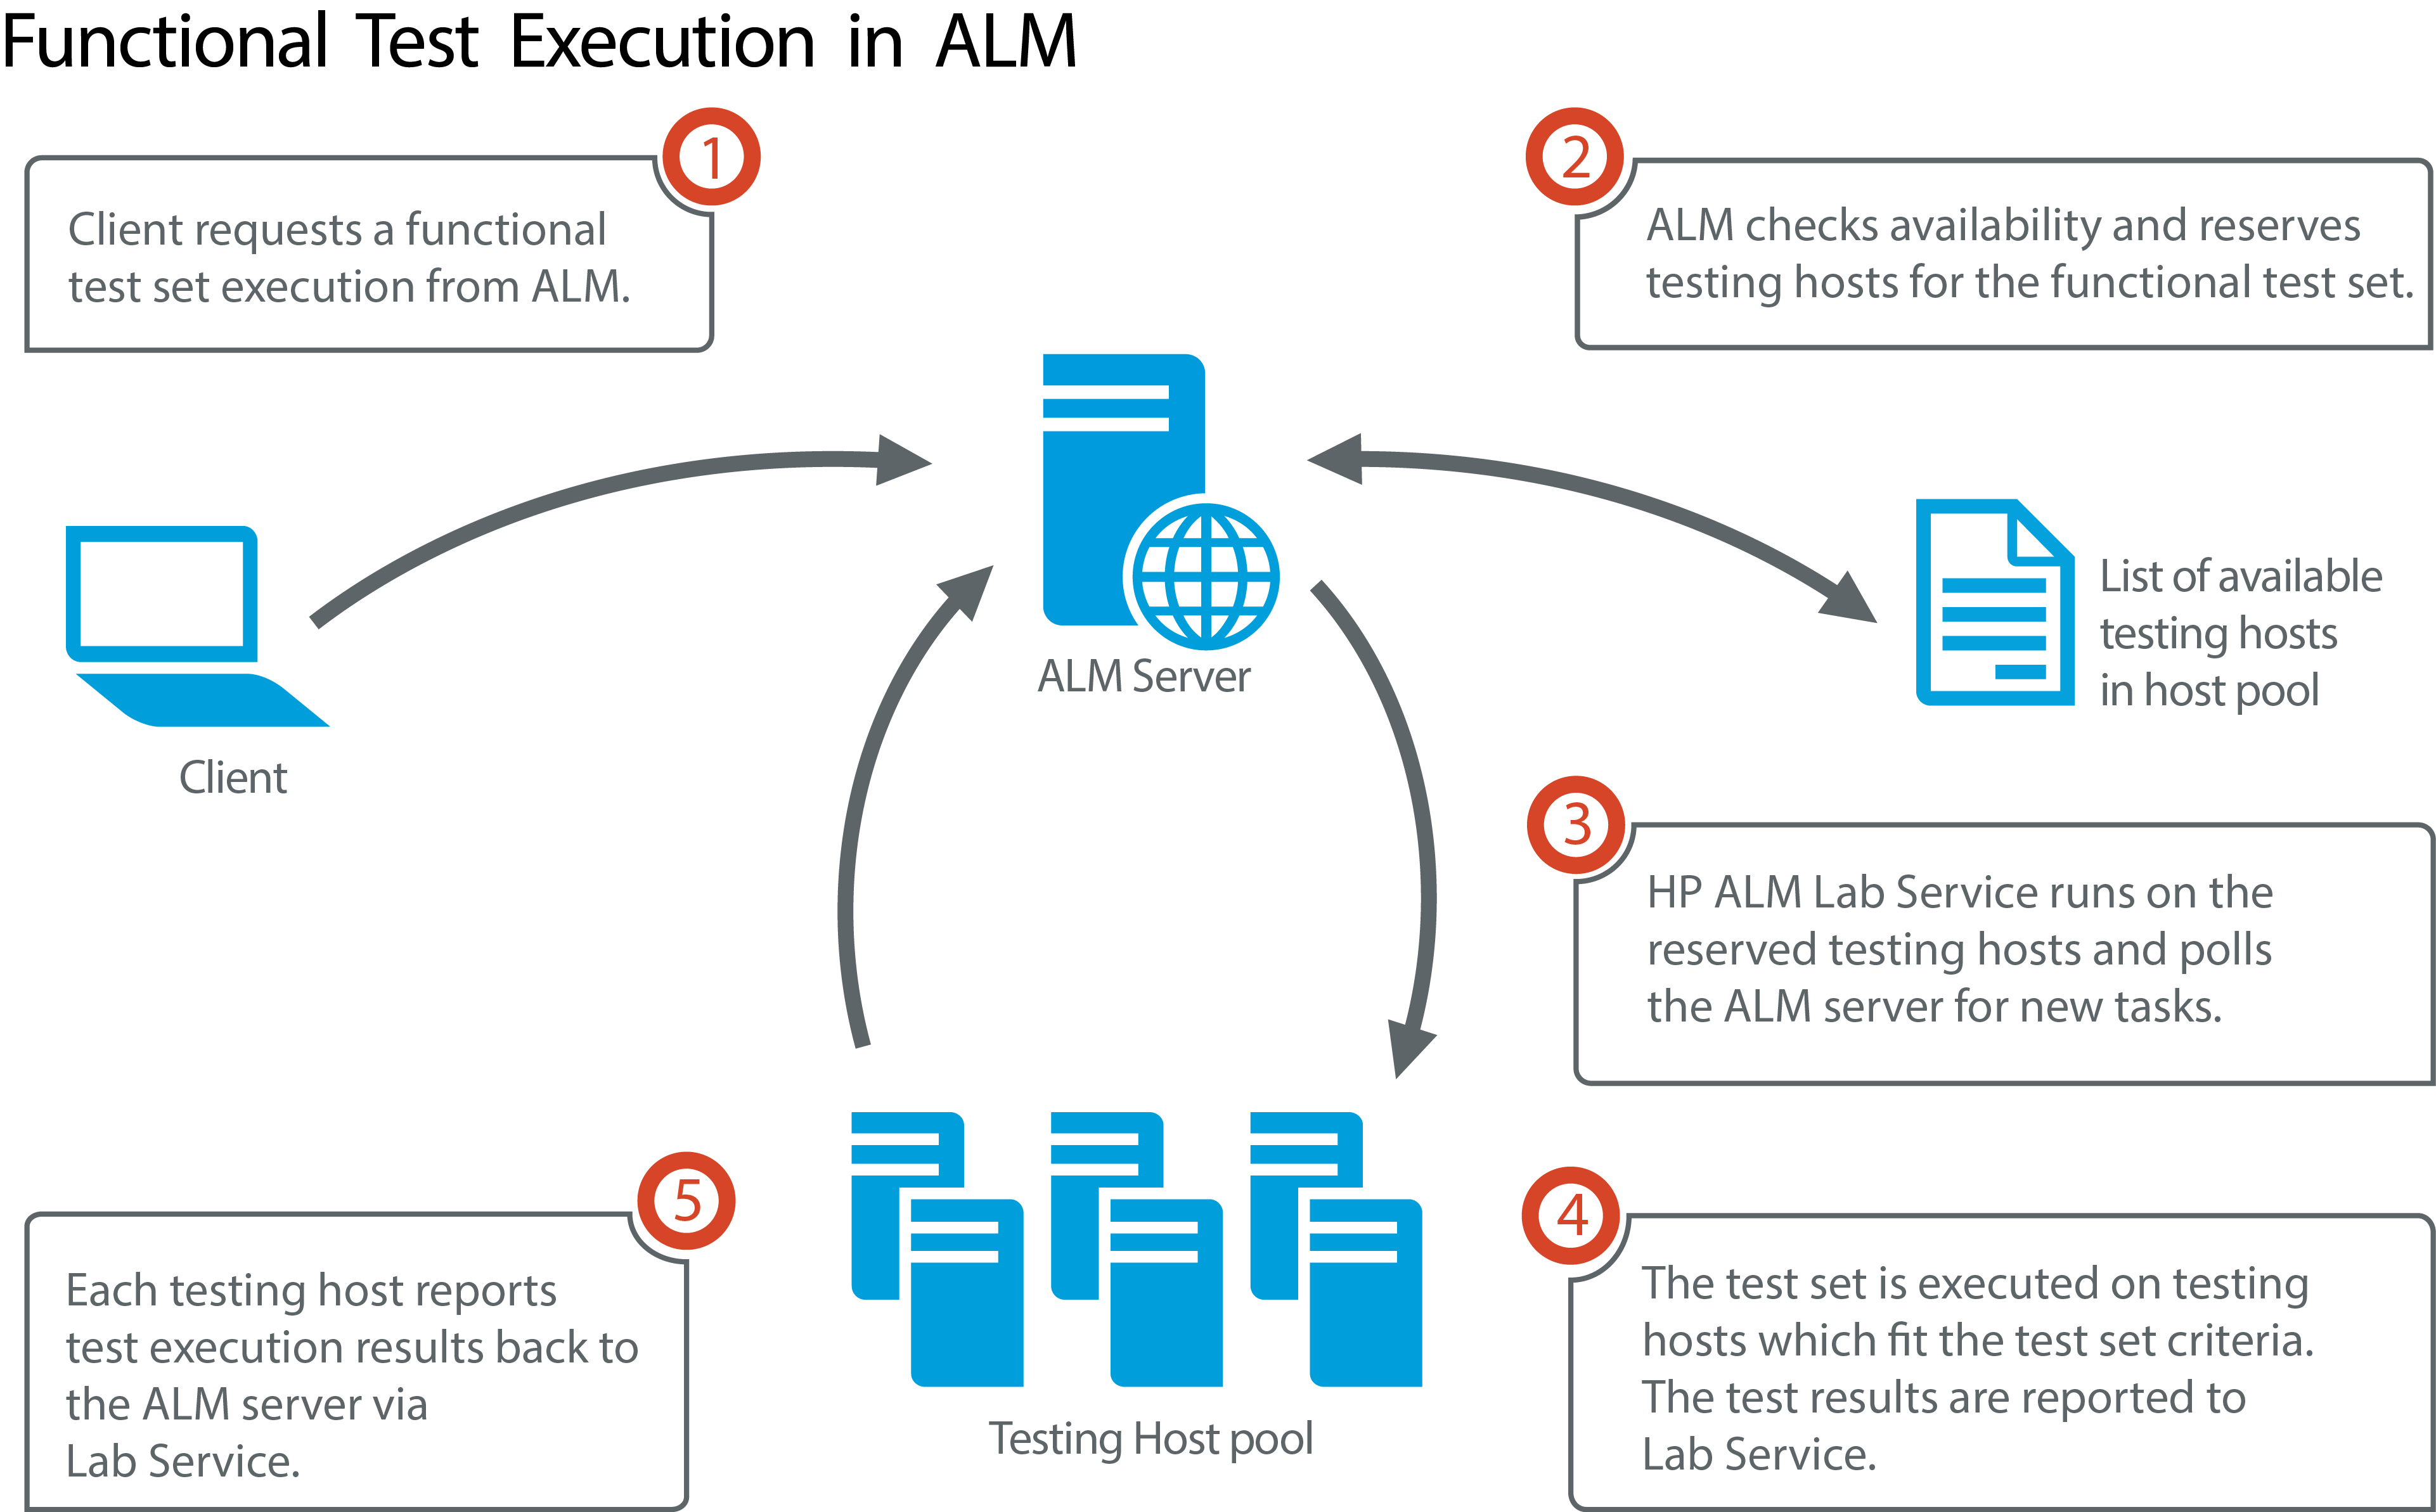 Functional Test Execution in ALM
1
Client requests a functional
test set execution from ALM.
2
ALM checks availability and reserves
testing hosts for the functional test set.
ALM Server
List of available
testing hosts
in host pool
Client
3
HP ALM Lab Service runs on the
reserved testing hosts and polls
the ALM server for new tasks.
4
The test set is executed on testing
hosts which fit the test set criteria.
The test results are reported to
Lab Service.
5
Each testing host reports
test execution results back to
the ALM server via
Lab Service.
Testing Host pool